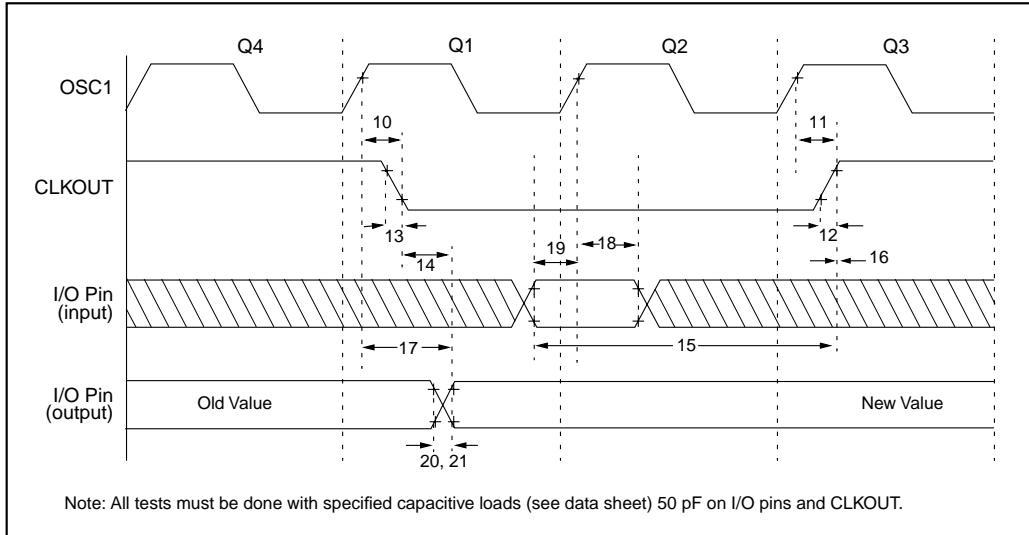 Q4 Q1 Q2 Q3
OSC1
10 11
CLKOUT
13 12
14 19 18 16
I/O Pin
(input)
17 15
I/O Pin
(output)
Old Value New Value
20, 21
Note: All tests must be done with specified capacitive loads (see data sheet) 50 pF on I/O pins and CLKOUT.